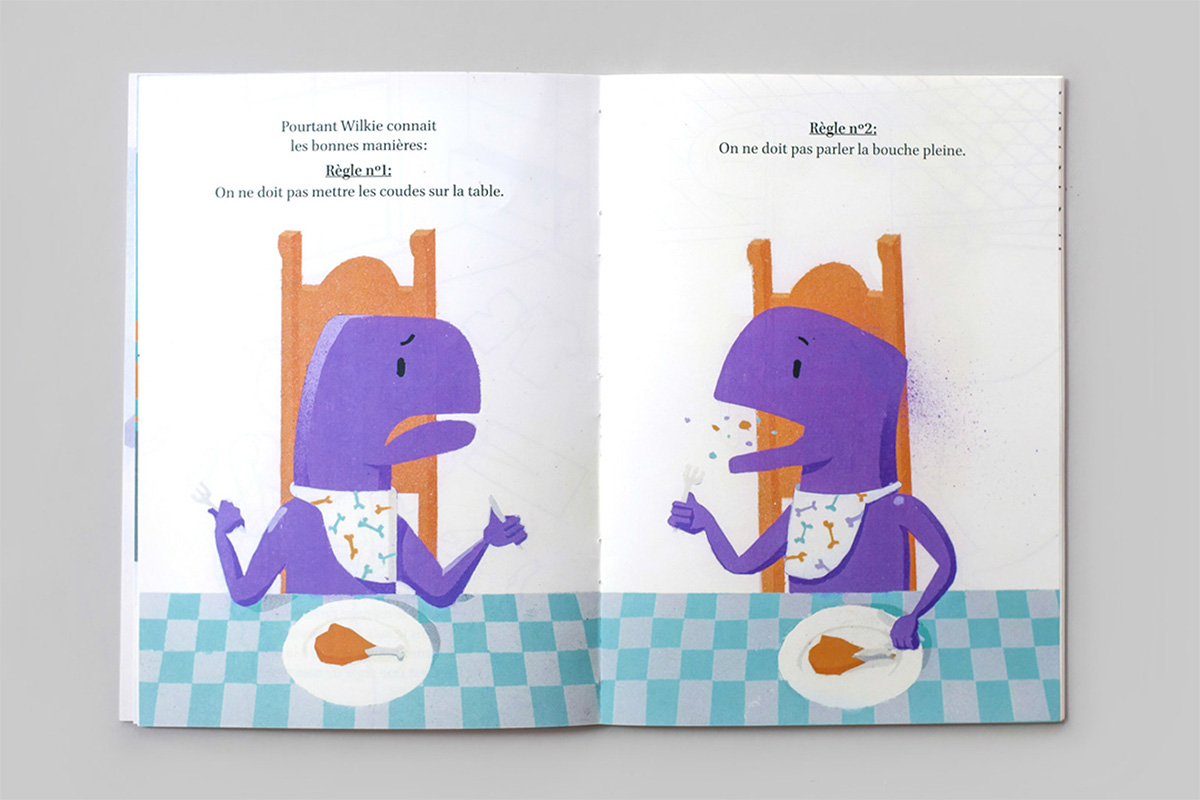 Pourtant Wilkie connait
les bonnes manières:
Règle nº1:
On ne doit pas mettre les coudes sur la table.
Règle nº2:
On ne doit pas parler la bouche pleine.